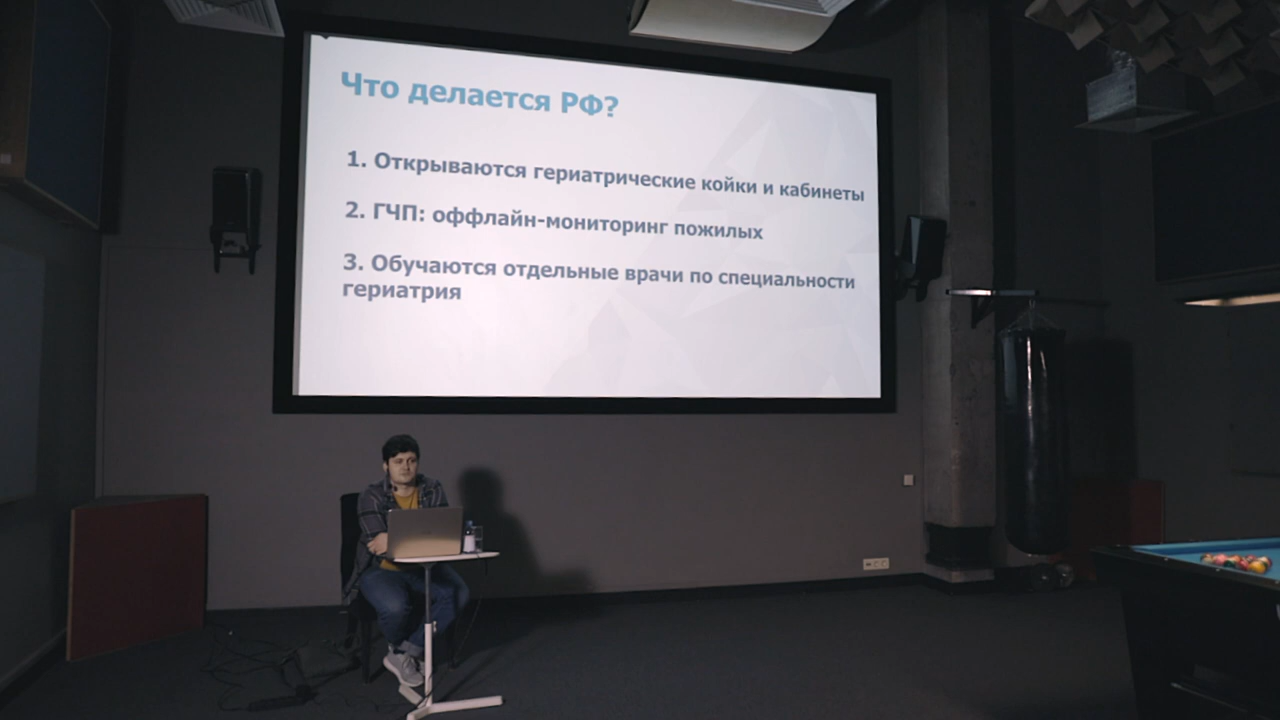 Что делается РФ?
1. Открываются гериатрические койки и кабинеты
2. ГЧП: оффлайн-мониторинг пожилых
3. Обучаются отдельные врачи по специальности
гериатрия